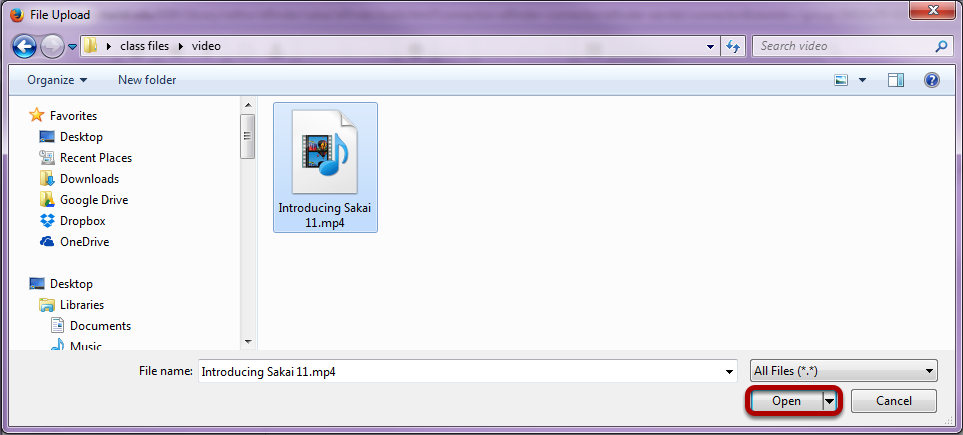 File Upload
class files video
Search video
Organize New folder
Favorites
Desktop
Recent Places
Downloads
Google Drive
Dropbox
OneDrive
Desktop
Libraries
Documents
Music
Introducing Sakai
11.mp4
File name: Introducing Sakai 11.mp4 All Files (*.*)
Open Cancel